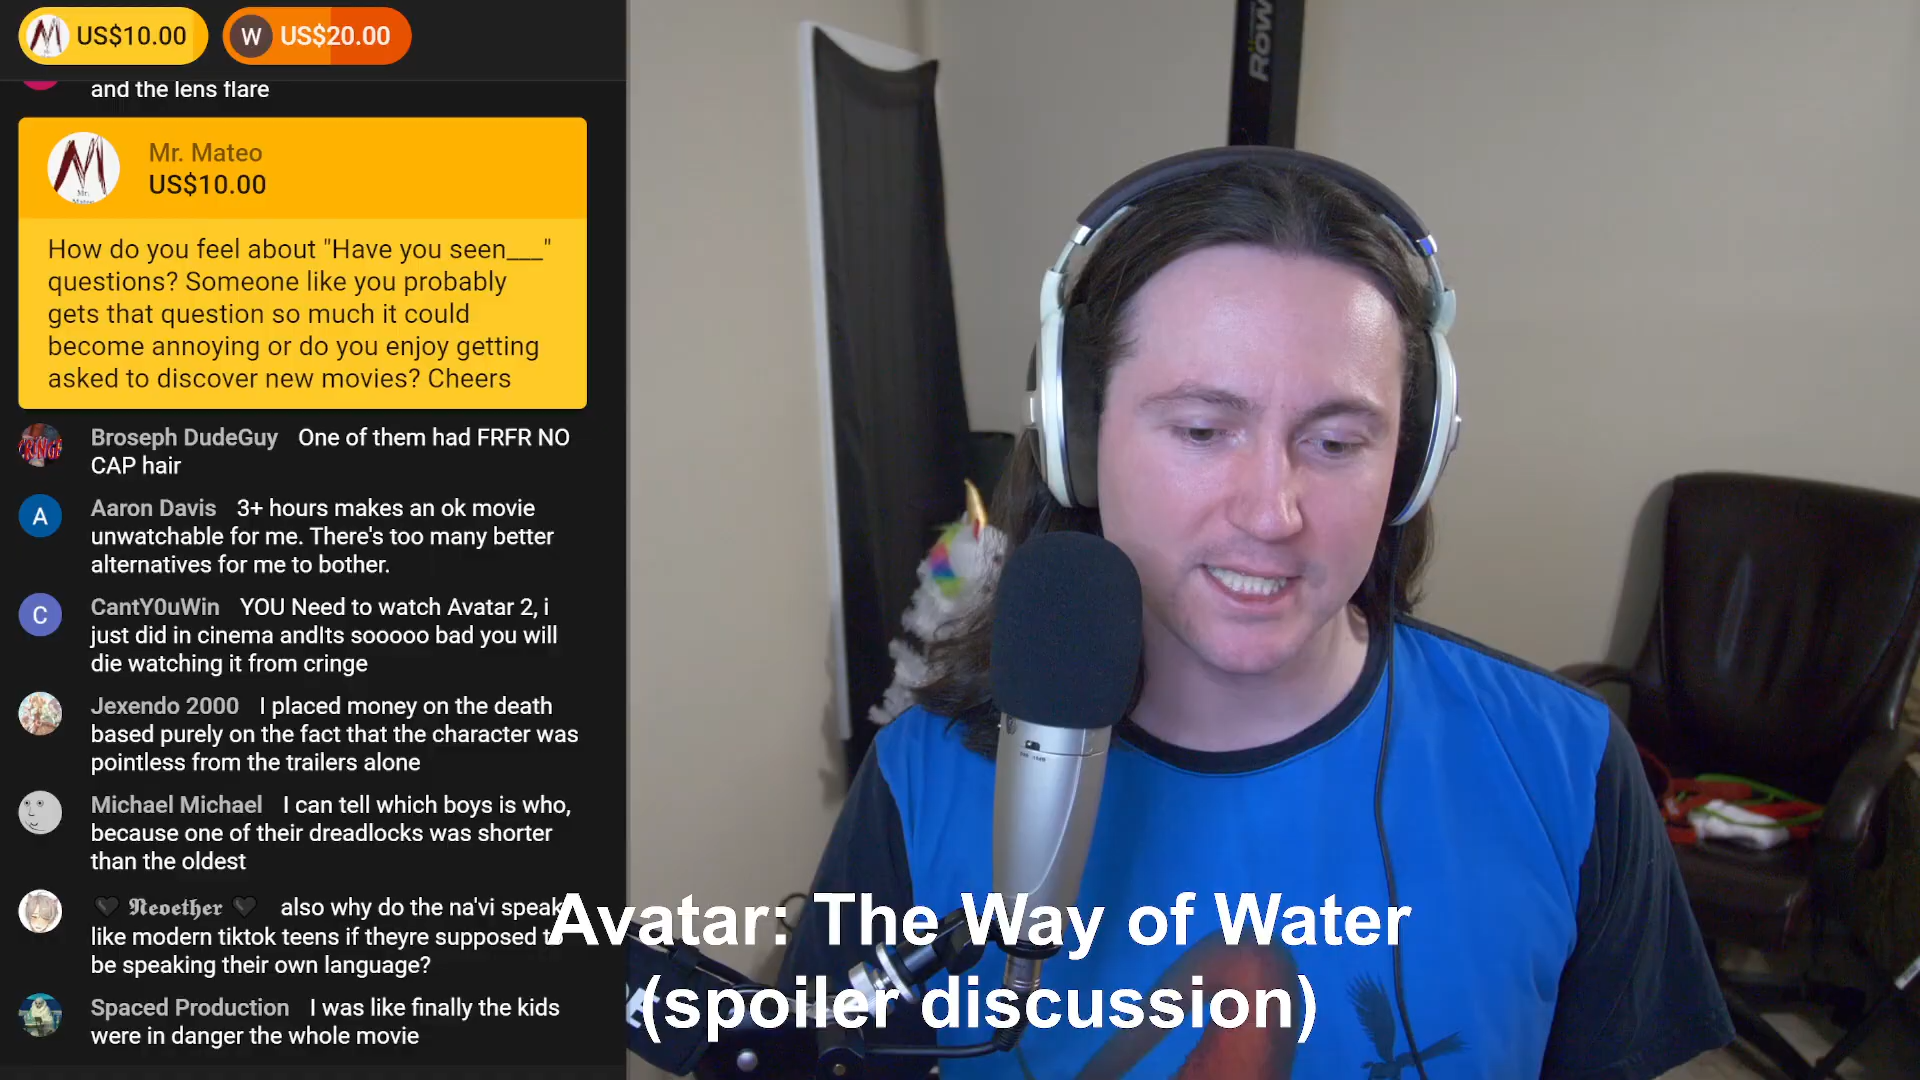 US$10.00
W US$20.00
and the lens flare
Mr. Mateo
US$10.00
How do you feel about "Have you seen___"
questions? Someone like you probably
gets that question so much it could
become annoying or do you enjoy getting
asked to discover new movies? Cheers
Broseph DudeGuy One of them had FRFR NO
CAP hair
A
Aaron Davis 3+ hours makes an ok movie
unwatchable for me. There's too many better
alternatives for me to bother.
C
CantY0uWin YOU Need to watch Avatar 2, i
just did in cinema andIts sooooo bad you will
die watching it from cringe
Jexendo 2000 I placed money on the death
based purely on the fact that the character was
pointless from the trailers alone
Michael Michael I can tell which boys is who,
because one of their dreadlocks was shorter
than the oldest
🖤 𝕹𝖊𝖔𝖊𝖙𝖍𝖊𝖗 🖤 also why do the na'vi speak
like modern tiktok teens if theyre supposed to
be speaking their own language?
Spaced Production I was like finally the kids
were in danger the whole movie
Avatar: The Way of Water
(spoiler discussion)
ROW